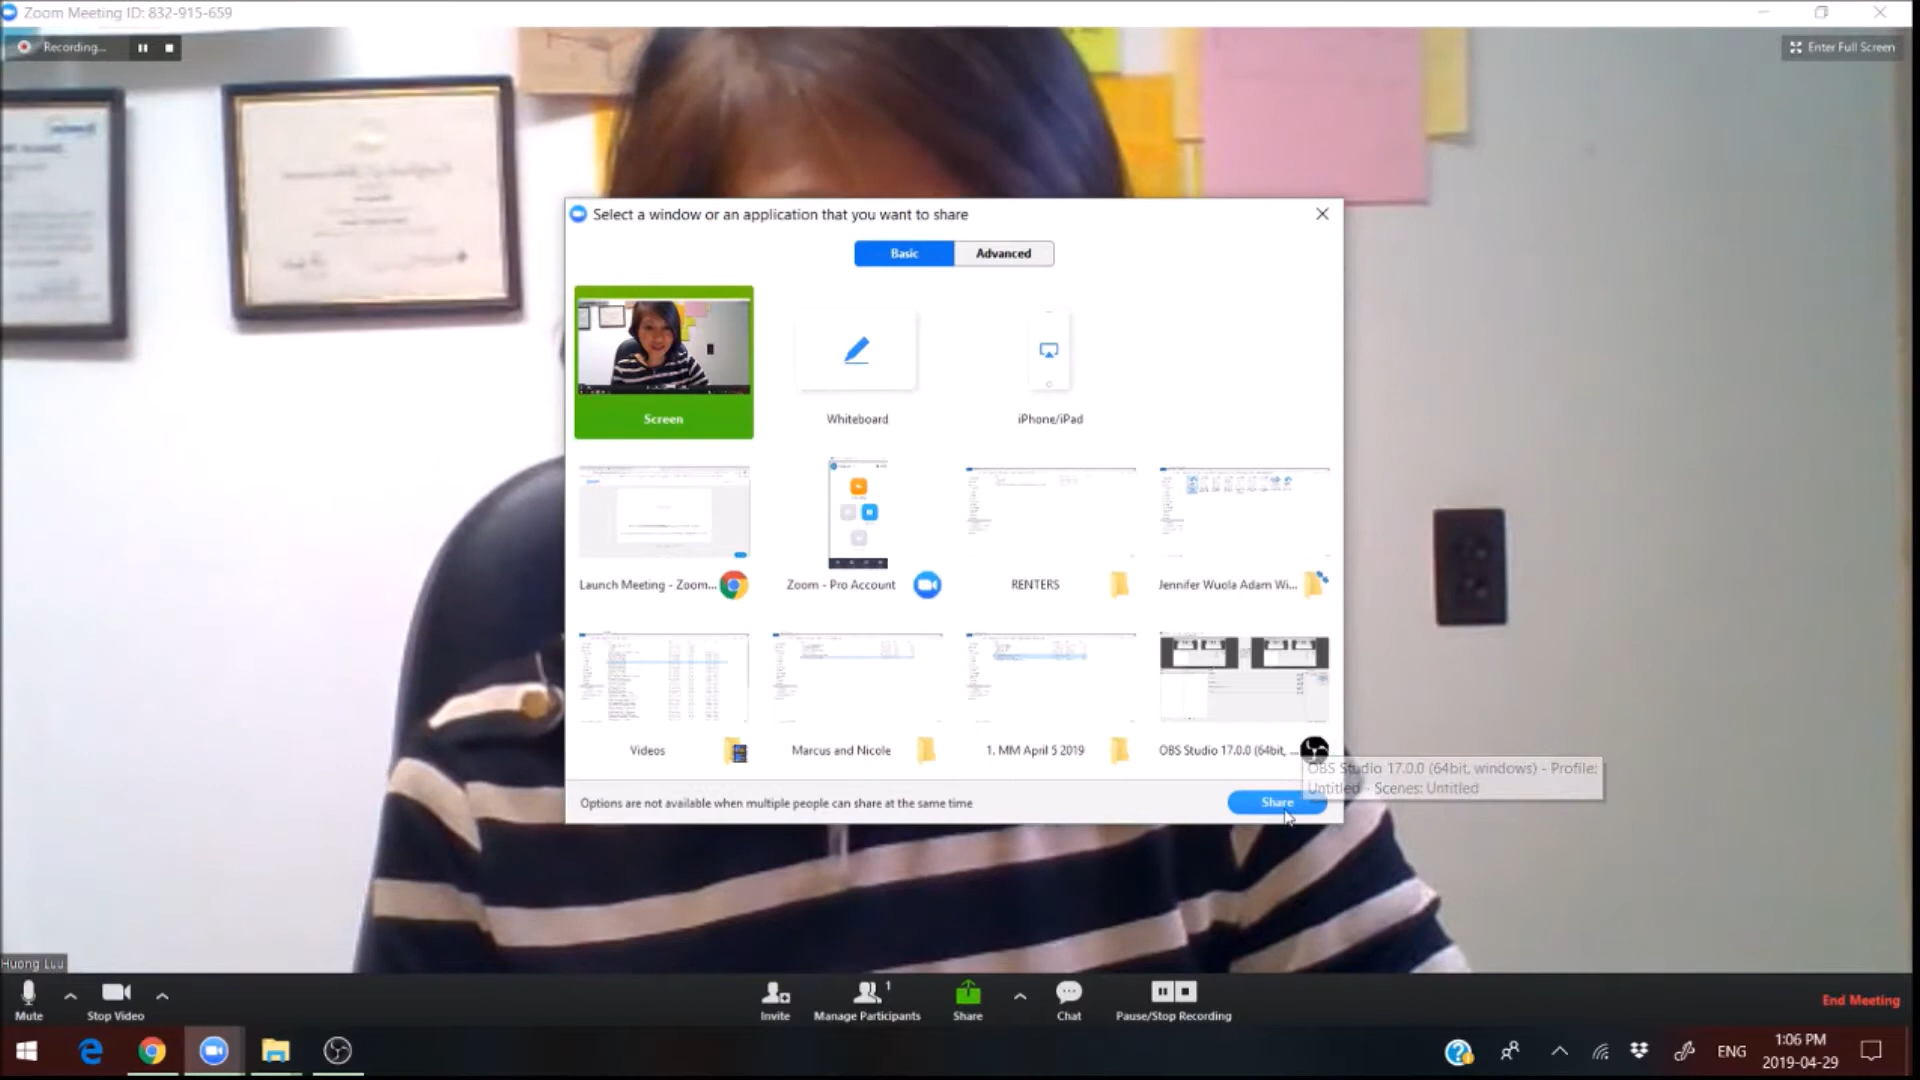 Zoom Meeting ID: 832-915-659
Recording...
Enter Full Screen
Select a window or an application that you want to share
Basic
Advanced
Screen
Whiteboard
iPhone/iPad
Launch Meeting - Zoom...
Zoom - Pro Account
RENTERS
Jennifer Wuola Adam Wi...
Videos
Marcus and Nicole
1. MM April 5 2019
OBS Studio 17.0.0 (64bit, ...
OBS Studio 17.0.0 (64bit, windows) - Profile:
Untitled - Scenes: Untitled
Options are not available when multiple people can share at the same time
Share
Huong Luu
Mute
Stop Video
Invite
1
Manage Participants
Share
Chat
Pause/Stop Recording
End Meeting
ENG
1:06 PM
2019-04-29